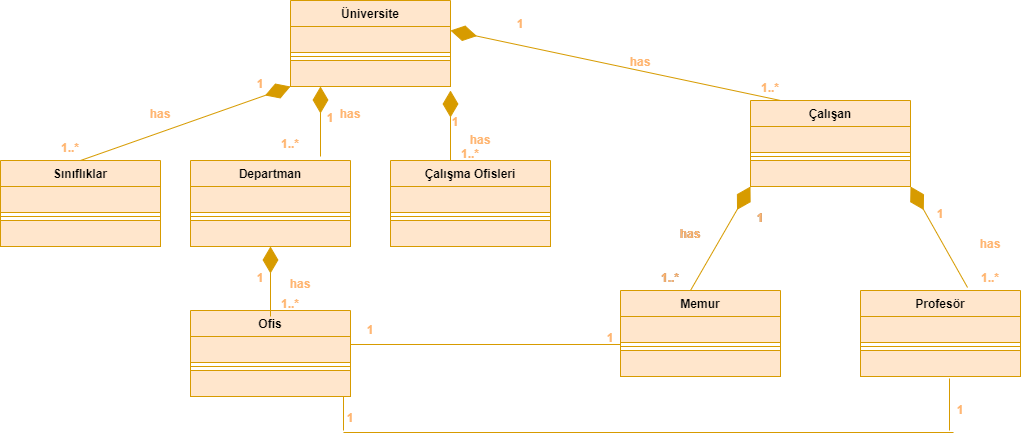 Üniversite
1
has
1..*
1
has
1..*
1
has
1..*
1
has
1..*
Çalışan
Sınıflıklar
Departman
Çalışma Ofisleri
1
has
1..*
1
has
1..*
1
has
1..*
Ofis
Memur
Profesör
1
1
1
1